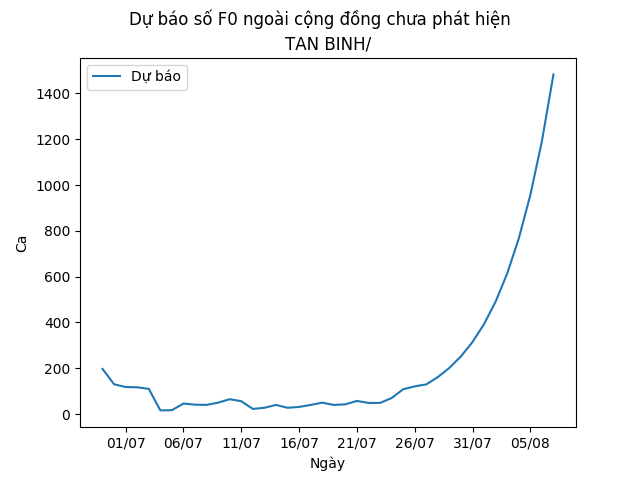 Dự báo số F0 ngoài cộng đồng chưa phát hiện
TAN BINH/
Dự báo
1400
1200
1000
800
600
400
200
0
Ca
01/07 06/07 11/07 16/07 21/07 26/07 31/07 05/08
Ngày